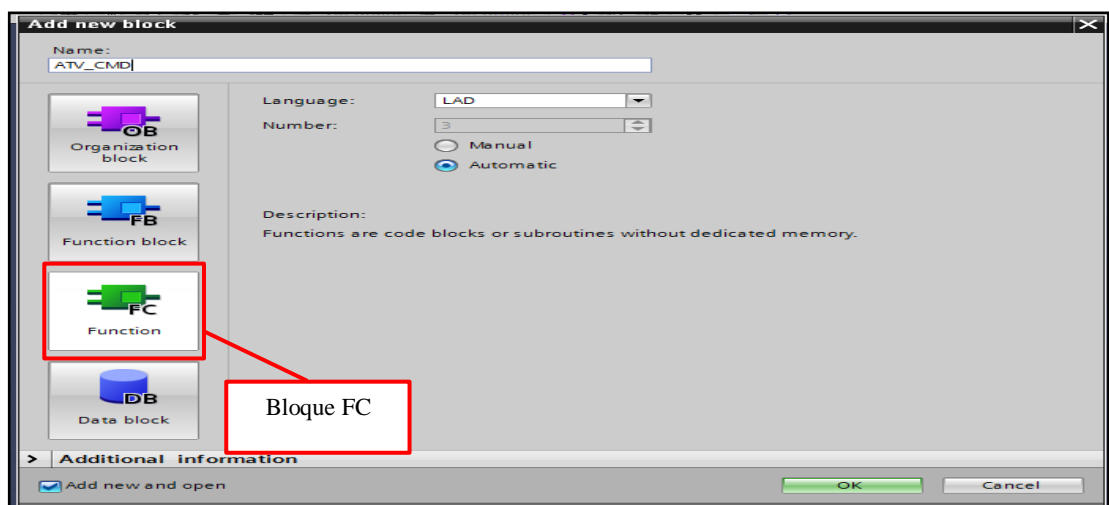 Add new block
Name:
ATV_CMD
OB
Organization
block
FB
Function block
FC
Function
DB
Data block
Language: LAD
Number: 3
Manual
Automatic
Description:
Functions are code blocks or subroutines without dedicated memory.
Bloque FC
> Additional information
Add new and open
OK Cancel